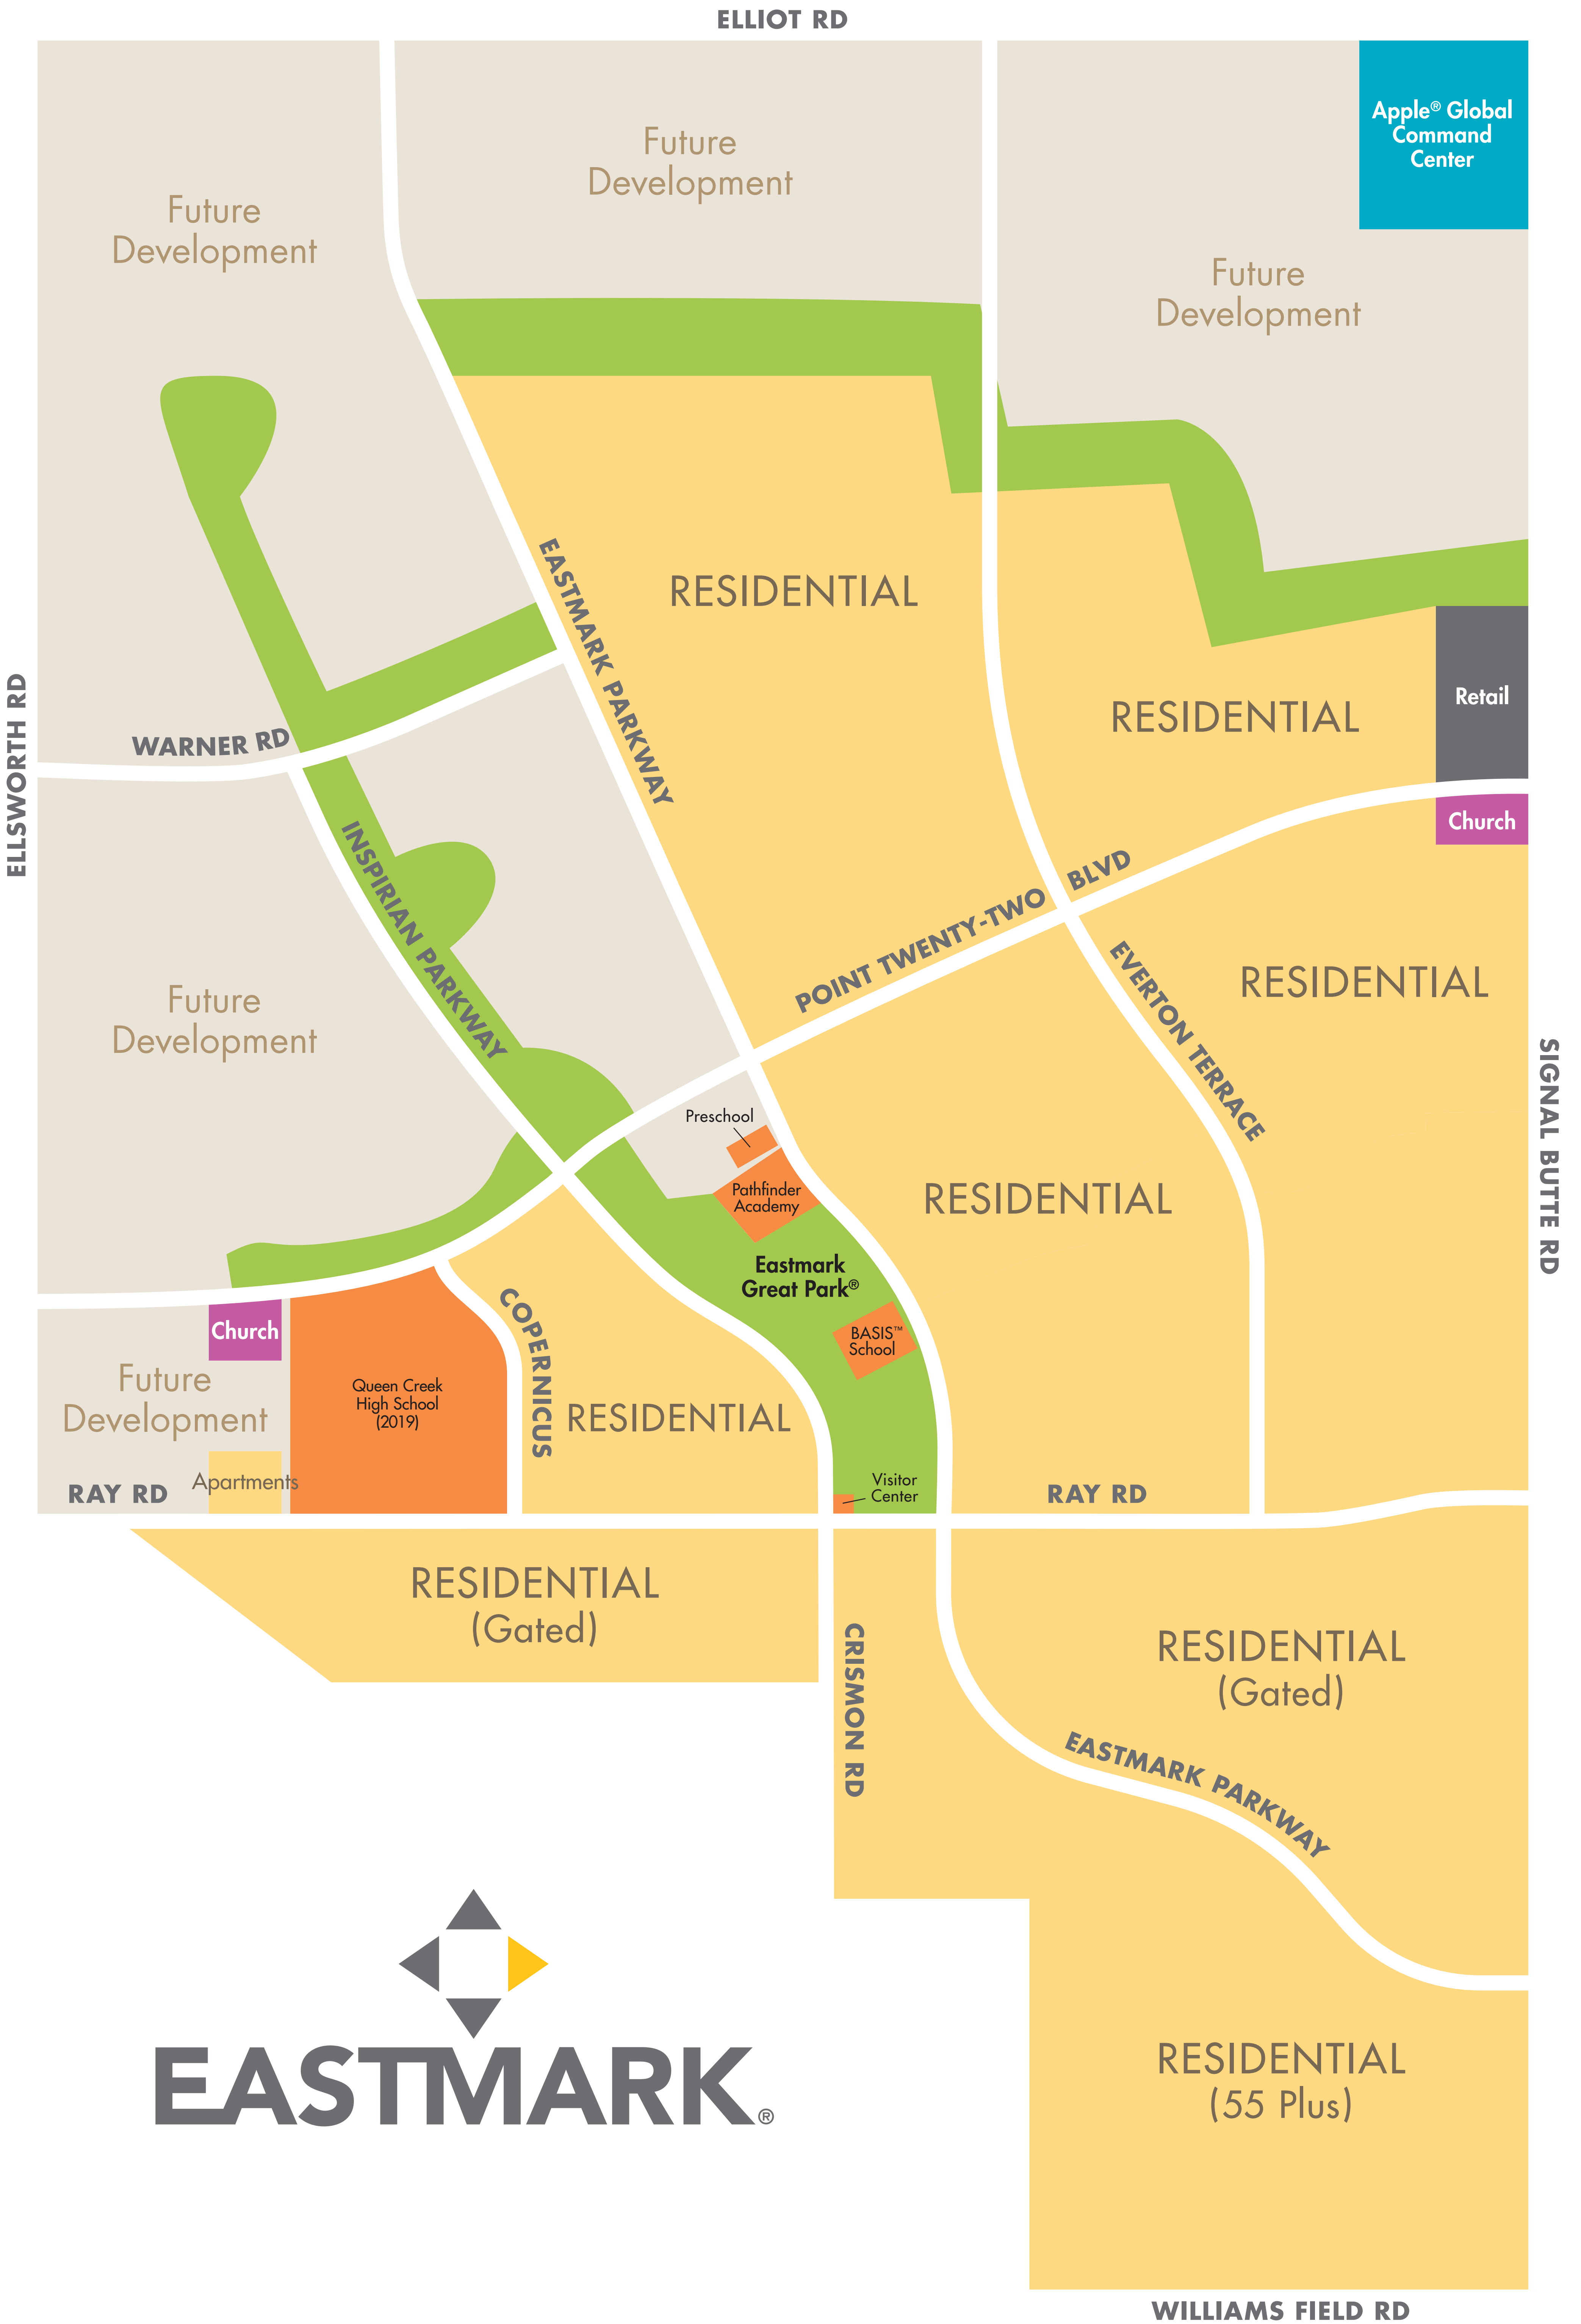 ELLIOT RD
Apple® Global
Command
Center
Future
Development
Future
Development
Future
Development
EASTMARK PARKWAY
RESIDENTIAL
ELLSWORTH RD
RESIDENTIAL
Retail
WARNER RD
Church
INSPIRIAN PARKWAY
POINT TWENTY-TWO BLVD
EVERTON TERRACE
RESIDENTIAL
Future
Development
SIGNAL BUTTE RD
Preschool
Pathfinder
Academy
RESIDENTIAL
Eastmark
Great Park®
COPERNICUS
Church
BASIS™
School
Future
Development
Queen Creek
High School
(2019)
RESIDENTIAL
Apartments
RAY RD
Visitor
Center
RAY RD
RESIDENTIAL
(Gated)
CRISMON RD
RESIDENTIAL
(Gated)
EASTMARK PARKWAY
EASTMARK®
RESIDENTIAL
(55 Plus)
WILLIAMS FIELD RD